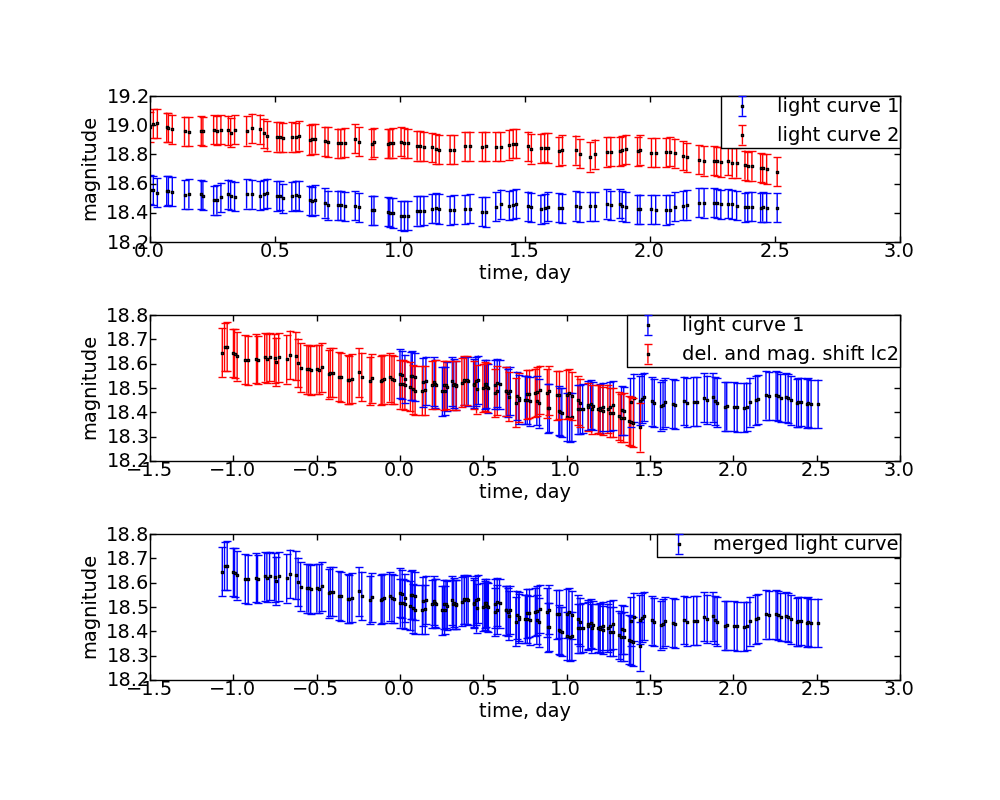 19.2
19.0
18.8
18.6
18.4
18.2
magnitude
light curve 1
light curve 2
0.0 0.5 1.0 1.5 2.0 2.5 3.0
time, day
18.8
18.7
18.6
18.5
18.4
18.3
18.2
magnitude
light curve 1
del. and mag. shift lc2
−1.5 −1.0 −0.5 0.0 0.5 1.0 1.5 2.0 2.5 3.0
time, day
18.8
18.7
18.6
18.5
18.4
18.3
18.2
magnitude
merged light curve
−1.5 −1.0 −0.5 0.0 0.5 1.0 1.5 2.0 2.5 3.0
time, day